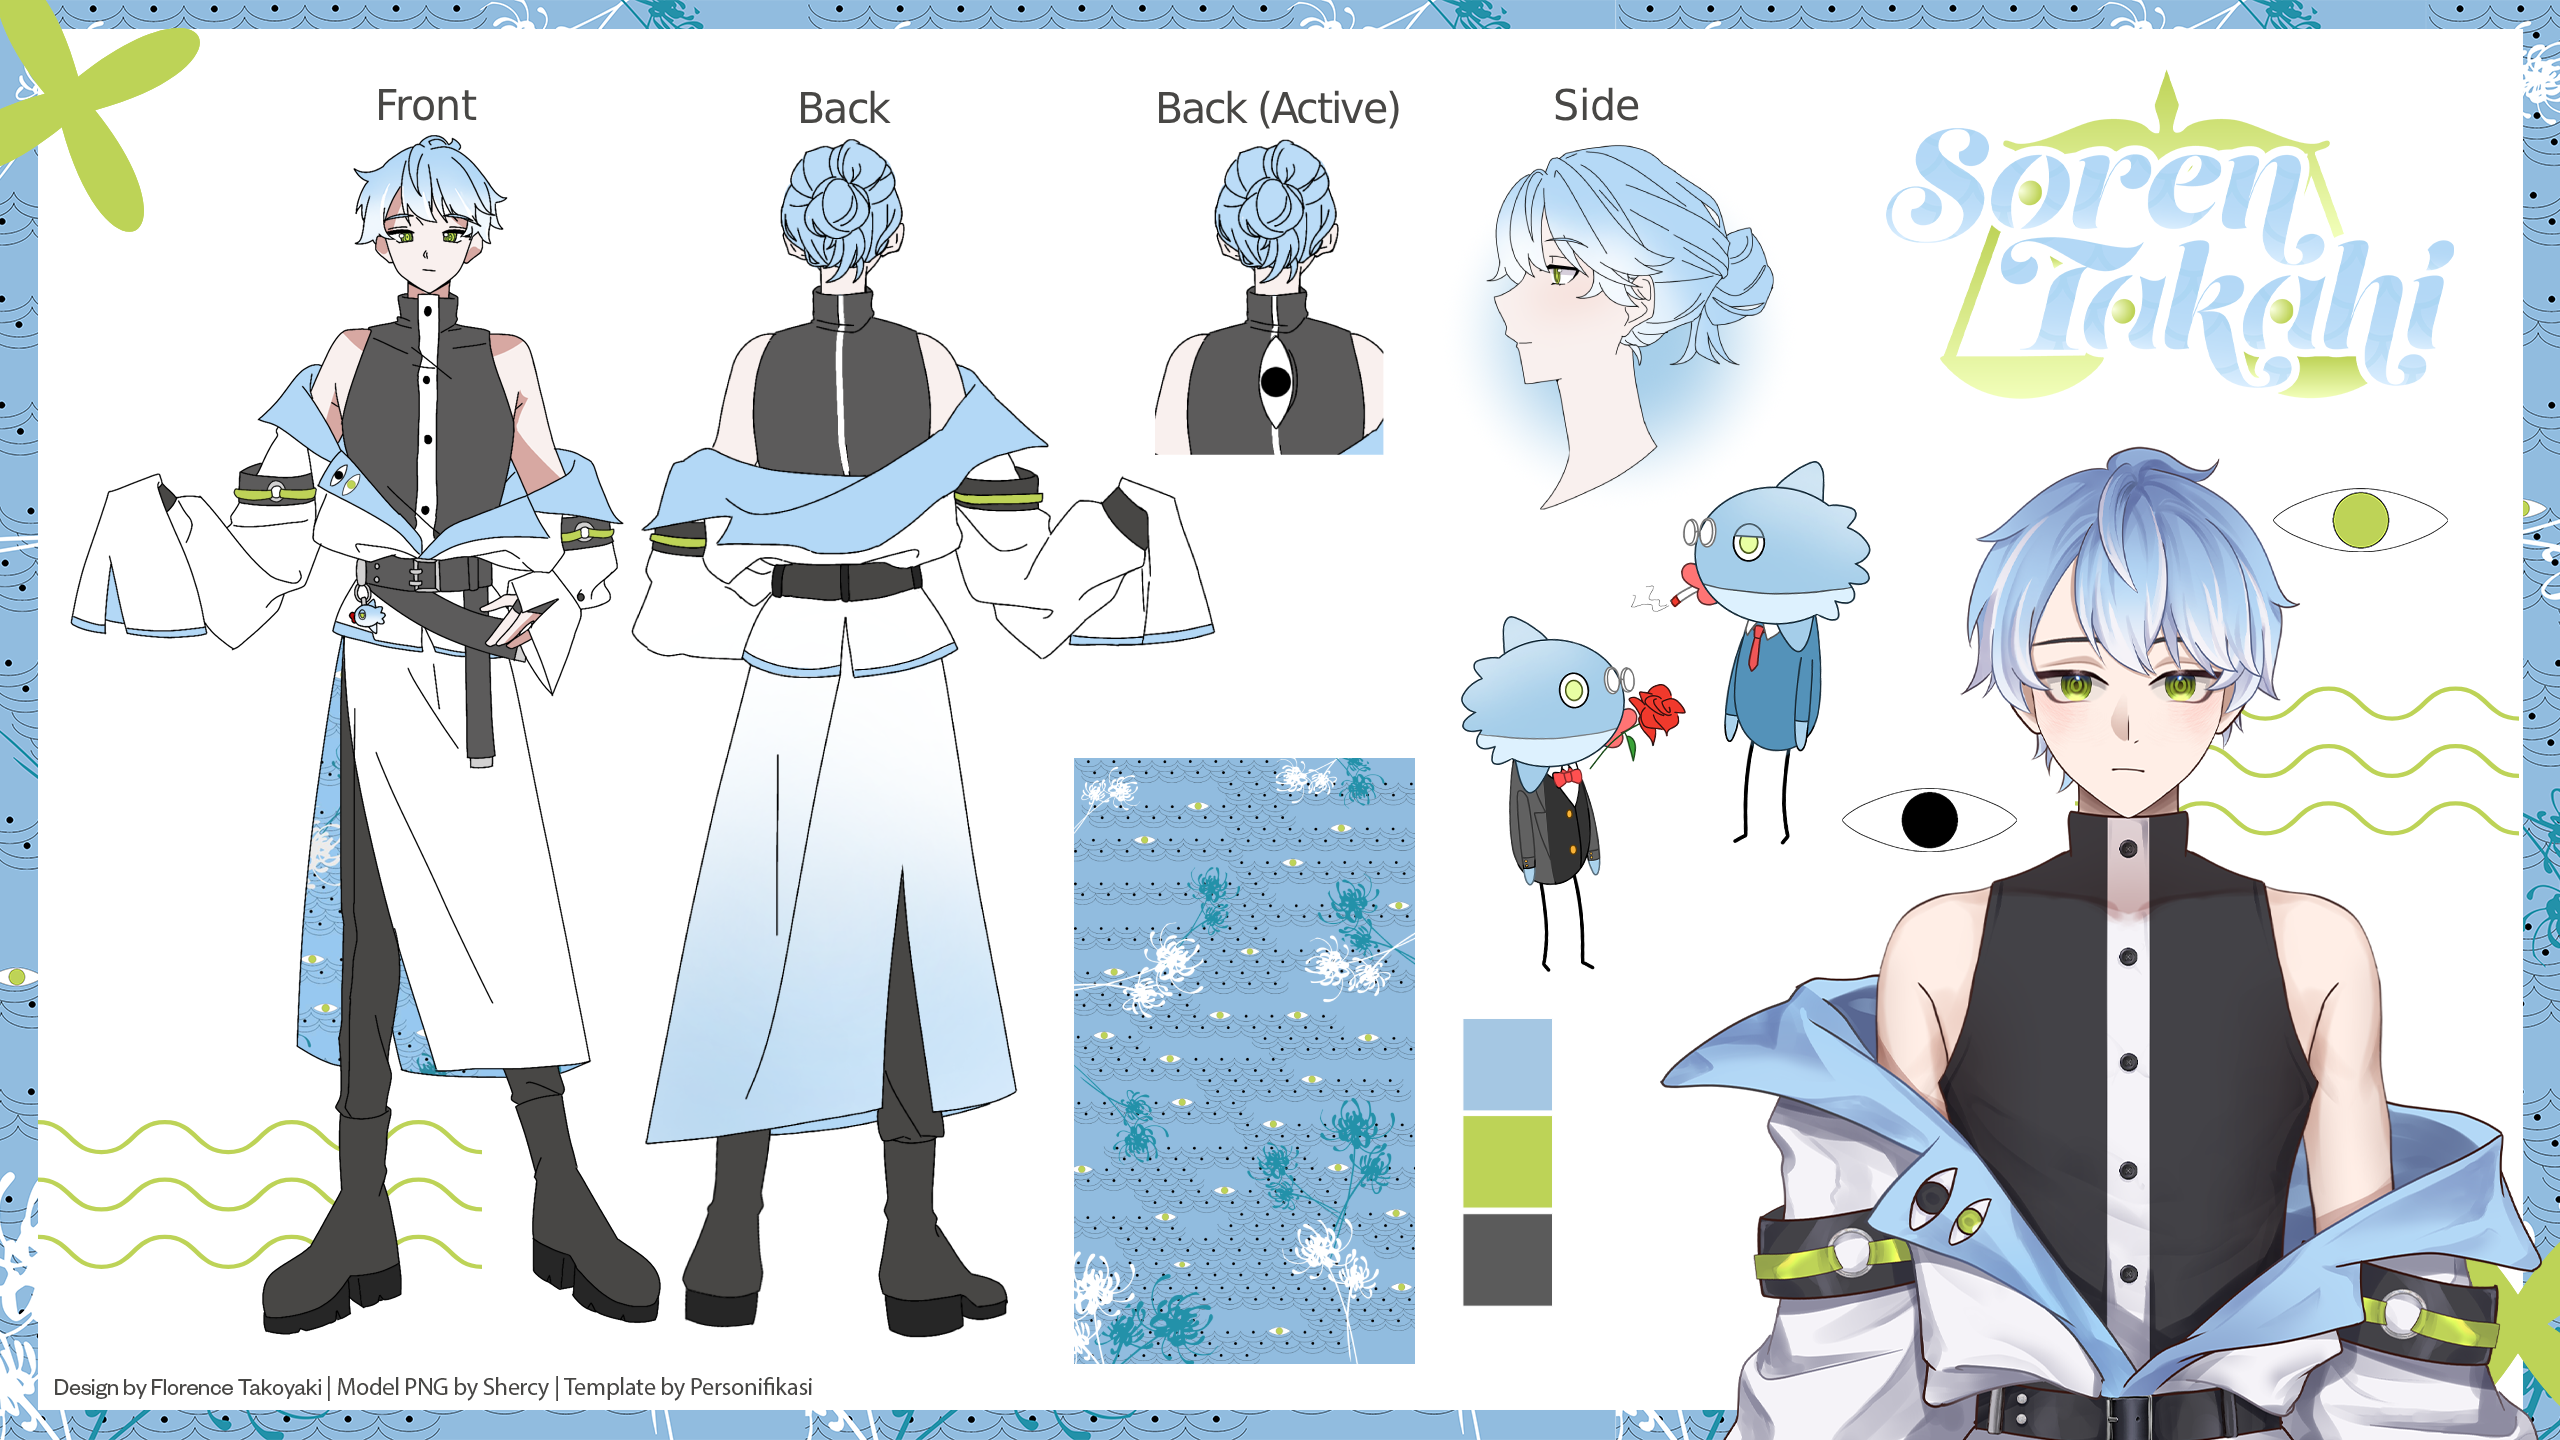 Front
Back
Back (Active)
Side
Soren
Takahi
Design by Florence Takoyaki | Model PNG by Shercy | Template by Personifikasi